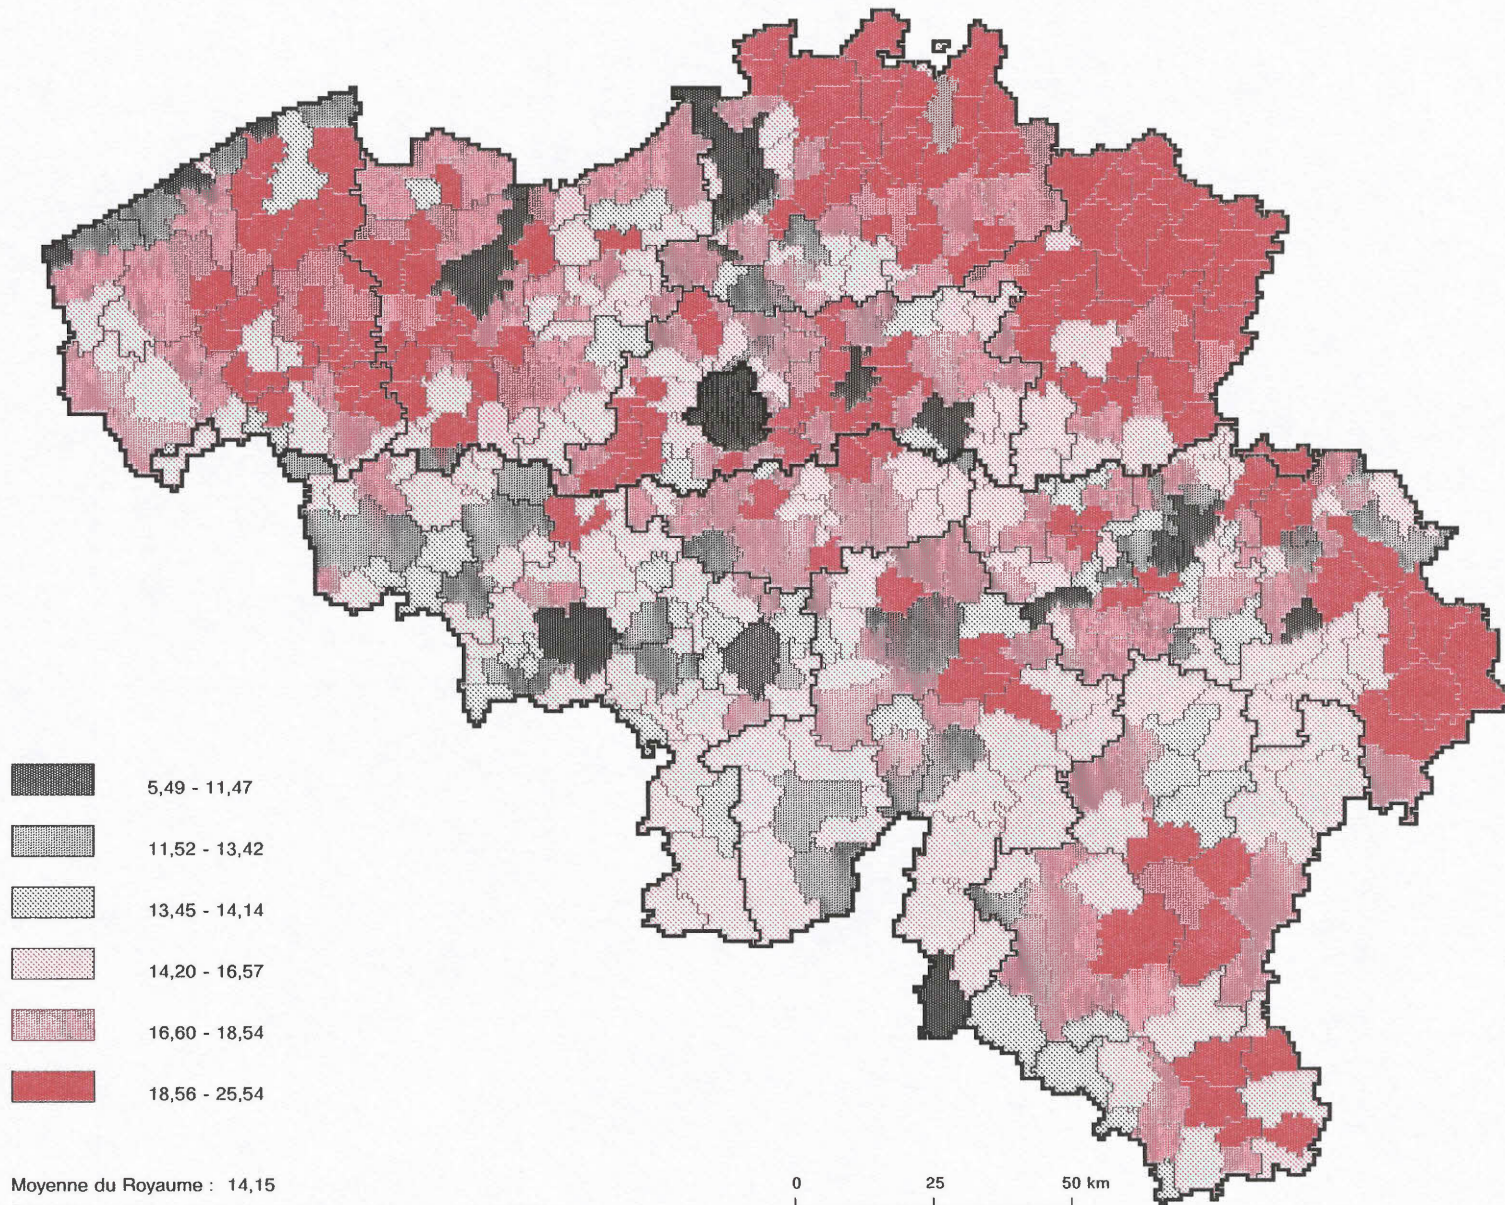 5,49 - 11,47
11,52 - 13,42
13,45 - 14,14
14,20 - 16,57
16,60 - 18,54
18,56 - 25,54
Moyenne du Royaume : 14,15
0 25 50 km